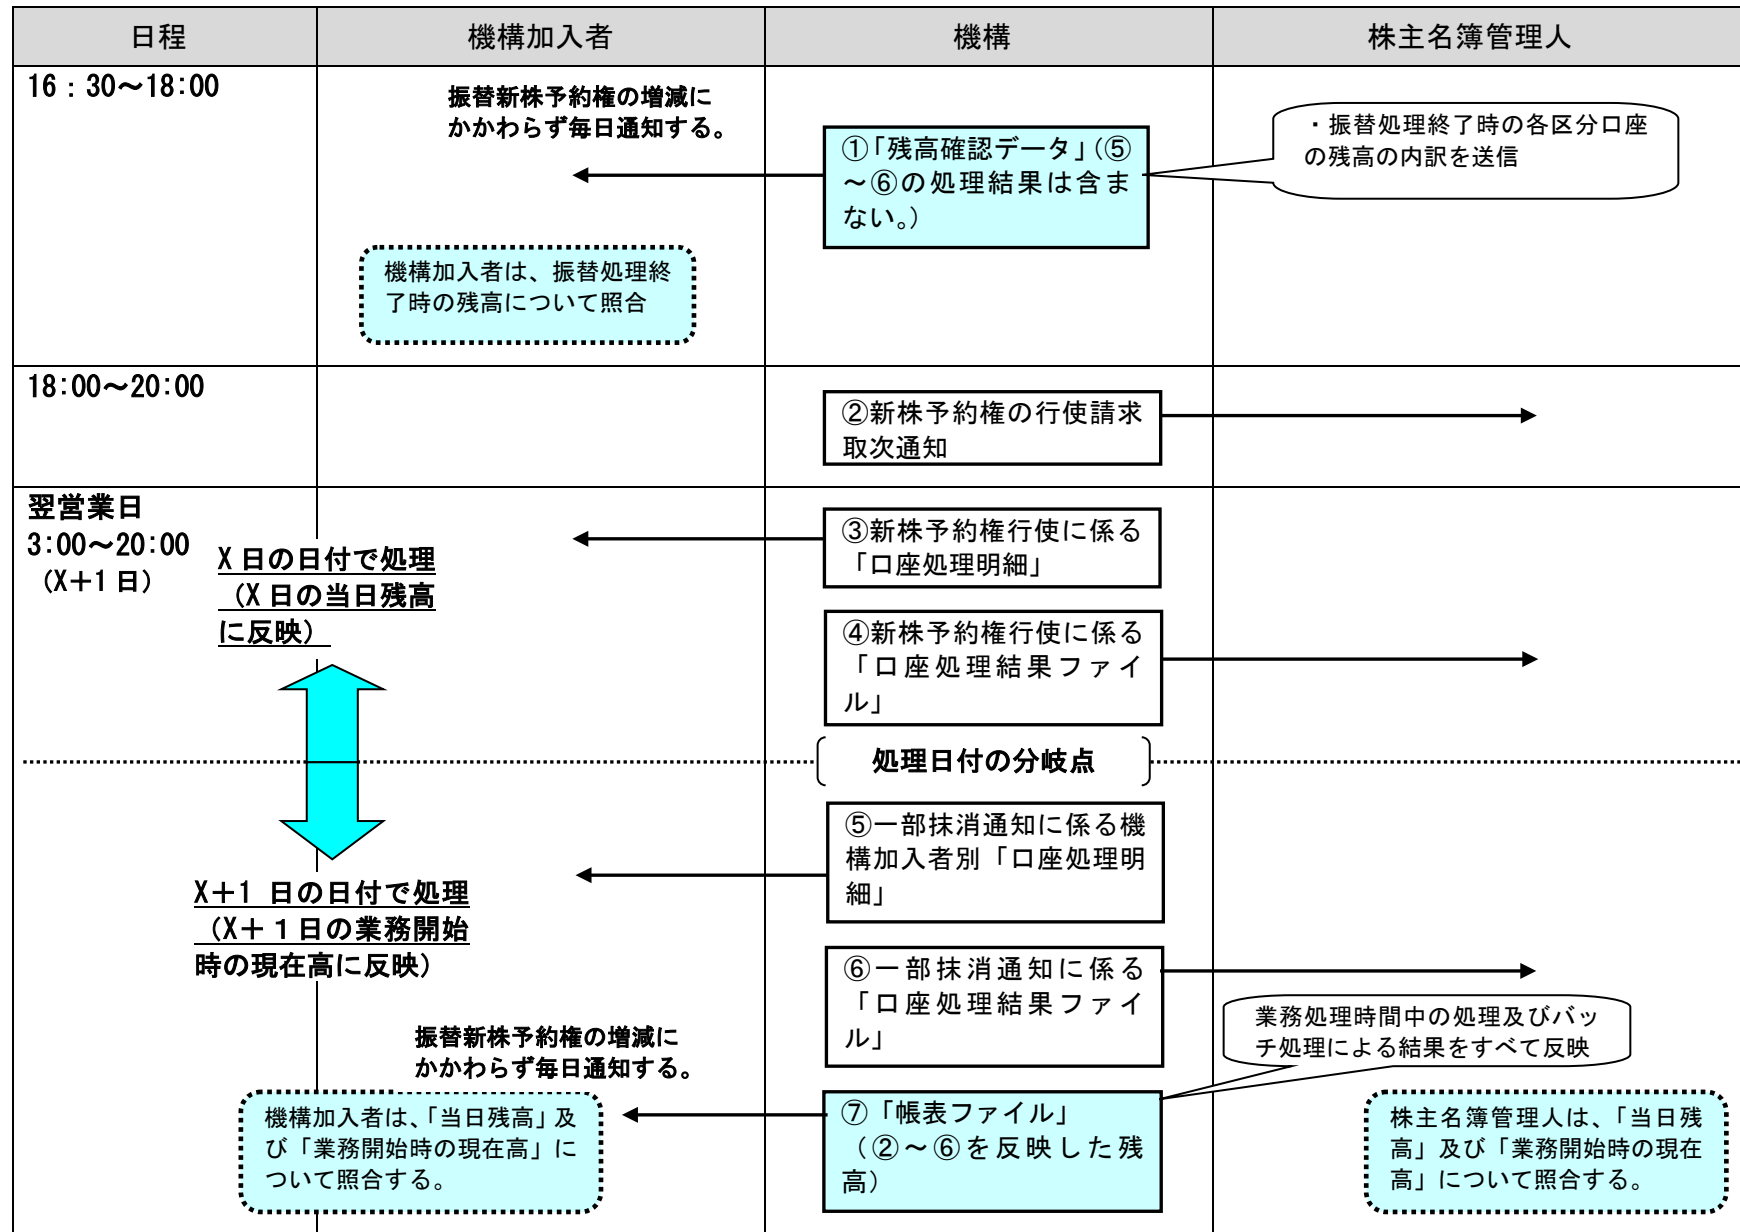 日程
機構加入者
機構
株主名簿管理人
16：30～18:00
振替新株予約権の増減に
かかわらず毎日通知する。
①「残高確認データ」（⑤
～⑥の処理結果は含ま
ない。）
・振替処理終了時の各区分口座
の残高の内訳を送信
機構加入者は、振替処理終
了時の残高について照合
18:00～20:00
②新株予約権の行使請求
取次通知
翌営業日
3:00～20:00
（X＋1 日）
X 日の日付で処理
（X 日の当日残高
に反映）
③新株予約権行使に係る
「口座処理明細」
④新株予約権行使に係る
「口座処理結果ファイ
ル」
処理日付の分岐点
⑤一部抹消通知に係る機
構加入者別「口座処理明
細」
X＋1 日の日付で処理
（X＋１日の業務開始
時の現在高に反映）
⑥一部抹消通知に係る
「口座処理結果ファイ
ル」
業務処理時間中の処理及びバッ
チ処理による結果をすべて反映
振替新株予約権の増減に
かかわらず毎日通知する。
機構加入者は、「当日残高」及
び「業務開始時の現在高」に
ついて照合する。
⑦「帳表ファイル」
（②～⑥を反映した残
高）
株主名簿管理人は、「当日残
高」及び「業務開始時の現在
高」について照合する。